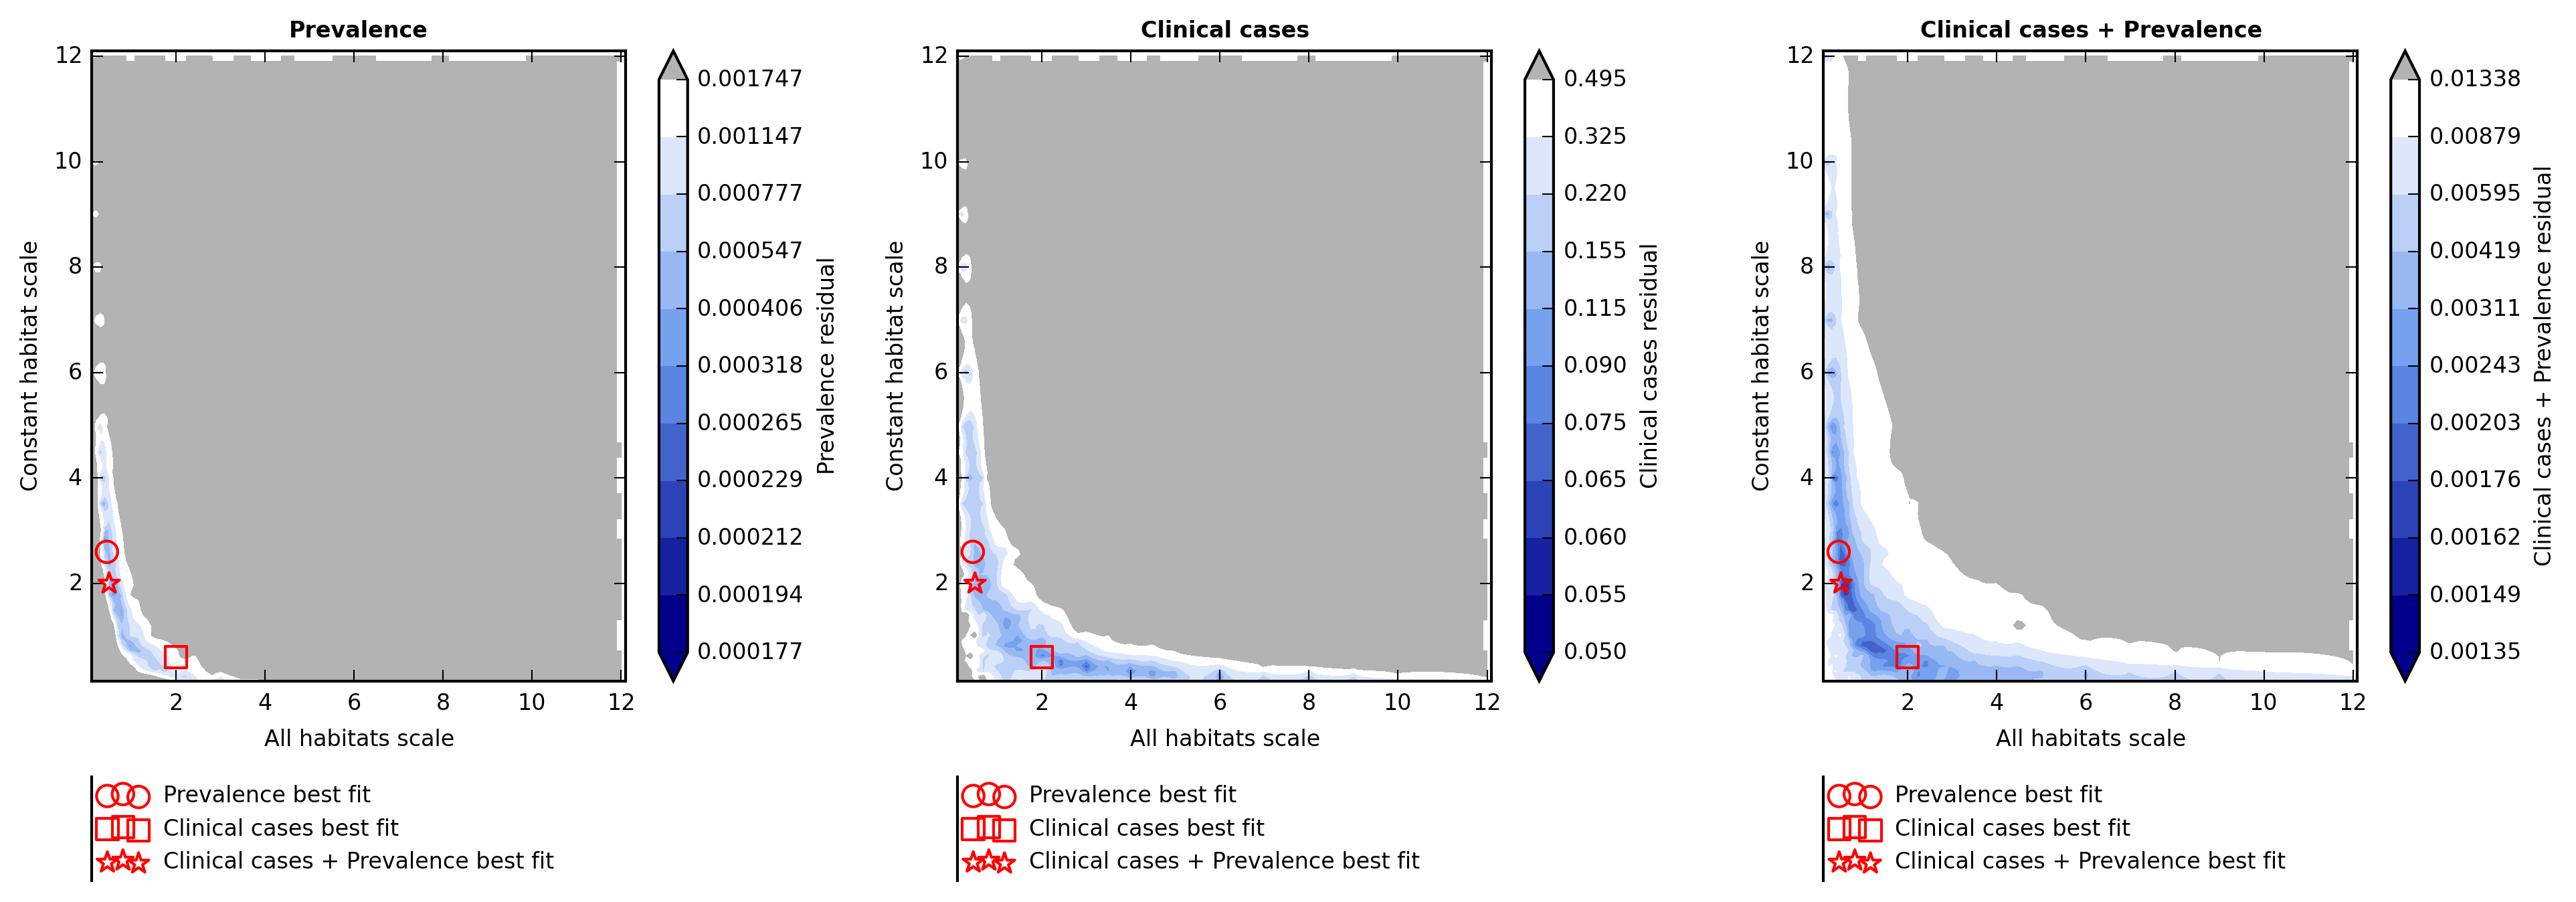 Prevalence
Constant habitat scale
12
10
8
6
4
2
2 4 6 8 10 12
All habitats scale
0.001747
0.001147
0.000777
0.000547
0.000406
0.000318
0.000265
0.000229
0.000212
0.000194
0.000177
Prevalence residual
Prevalence best fit
Clinical cases best fit
Clinical cases + Prevalence best fit
Clinical cases
Constant habitat scale
12
10
8
6
4
2
2 4 6 8 10 12
All habitats scale
0.495
0.325
0.220
0.155
0.115
0.090
0.075
0.065
0.060
0.055
0.050
Clinical cases residual
Prevalence best fit
Clinical cases best fit
Clinical cases + Prevalence best fit
Clinical cases + Prevalence
Constant habitat scale
12
10
8
6
4
2
2 4 6 8 10 12
All habitats scale
0.01338
0.00879
0.00595
0.00419
0.00311
0.00243
0.00203
0.00176
0.00162
0.00149
0.00135
Clinical cases + Prevalence residual
Prevalence best fit
Clinical cases best fit
Clinical cases + Prevalence best fit